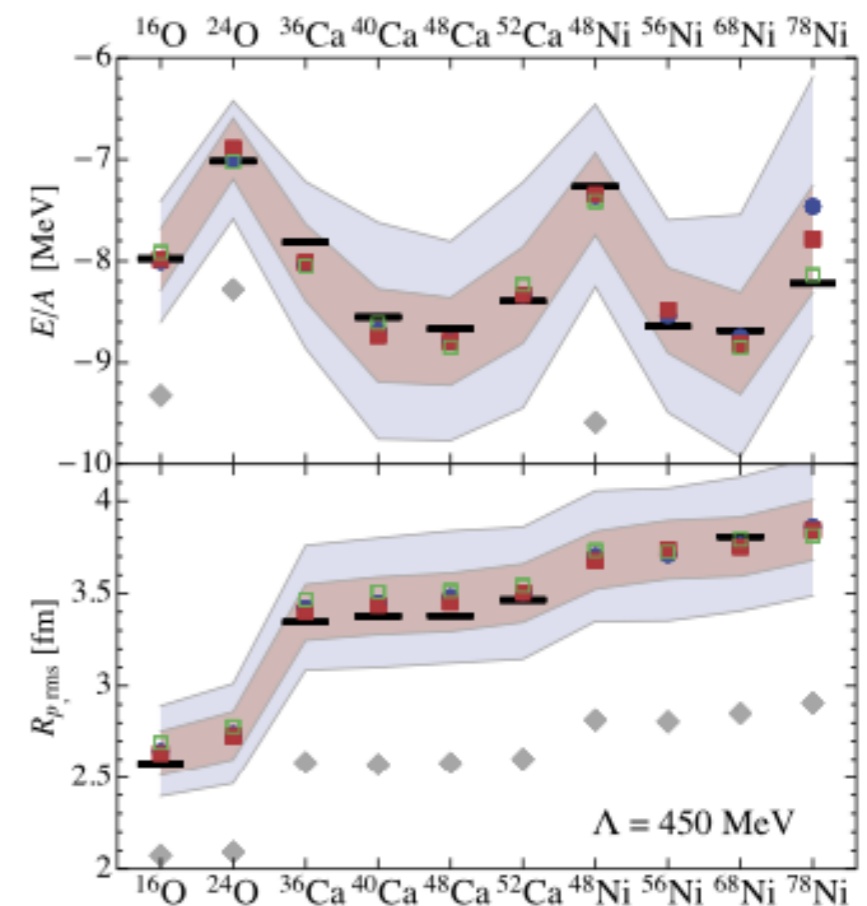 ¹⁶O ²⁴O ³⁶Ca ⁴⁰Ca ⁴⁸Ca ⁵²Ca ⁴⁸Ni ⁵⁶Ni ⁶⁸Ni ⁷⁸Ni
−6
−7
−8
−9
−10
E/A [MeV]
4
3.5
3
2.5
2
R_{p,rms} [fm]
Λ = 450 MeV
¹⁶O ²⁴O ³⁶Ca ⁴⁰Ca ⁴⁸Ca ⁵²Ca ⁴⁸Ni ⁵⁶Ni ⁶⁸Ni ⁷⁸Ni